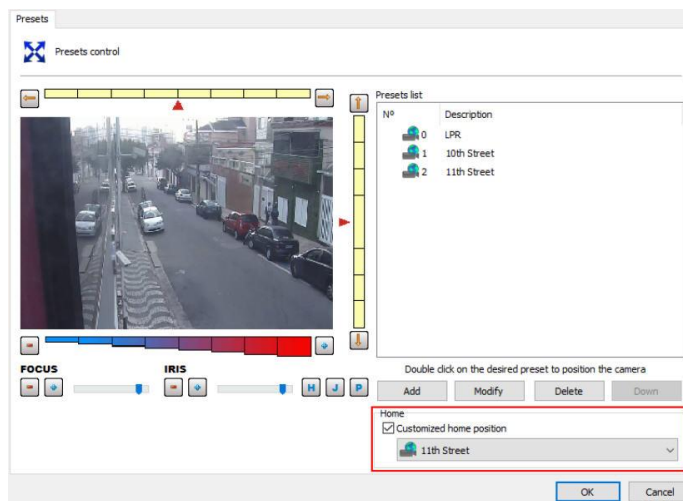 Presets
Presets control
Presets list
Nº Description
0 LPR
1 10th Street
2 11th Street
FOCUS IRIS
H J P
Double click on the desired preset to position the camera
Add Modify Delete Down
Home
Customized home position
11th Street
OK Cancel